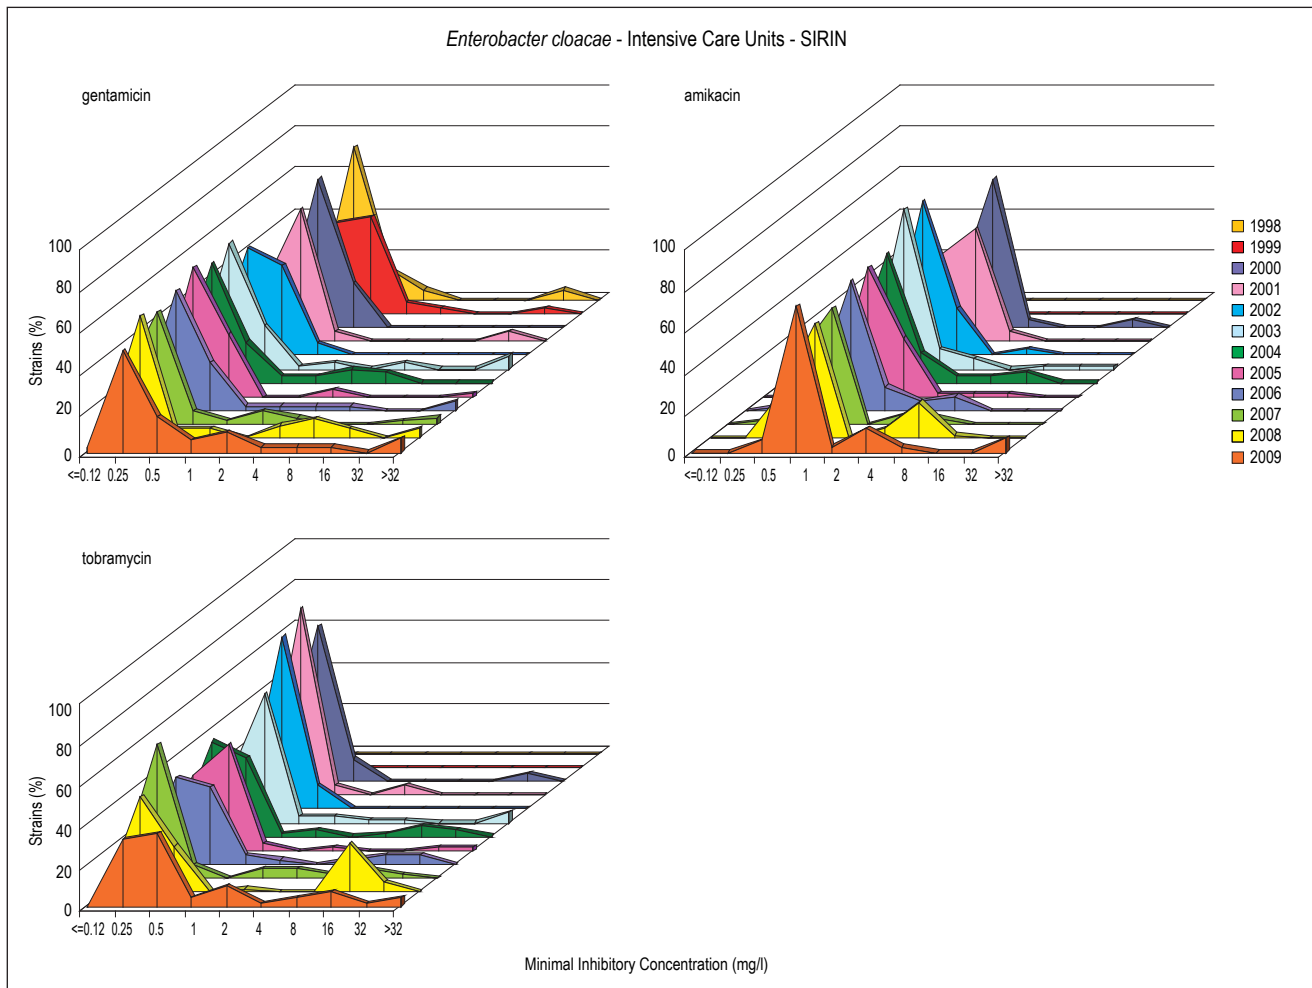 Enterobacter cloacae - Intensive Care Units - SIRIN
gentamicin
amikacin
Strains (%)
100
80
60
40
20
0
<=0.12 0.25 0.5 1 2 4 8 16 32 >32
Strains (%)
100
80
60
40
20
0
<=0.12 0.25 0.5 1 2 4 8 16 32 >32
1998
1999
2000
2001
2002
2003
2004
2005
2006
2007
2008
2009
tobramycin
Strains (%)
100
80
60
40
20
0
<=0.12 0.25 0.5 1 2 4 8 16 32 >32
Minimal Inhibitory Concentration (mg/l)